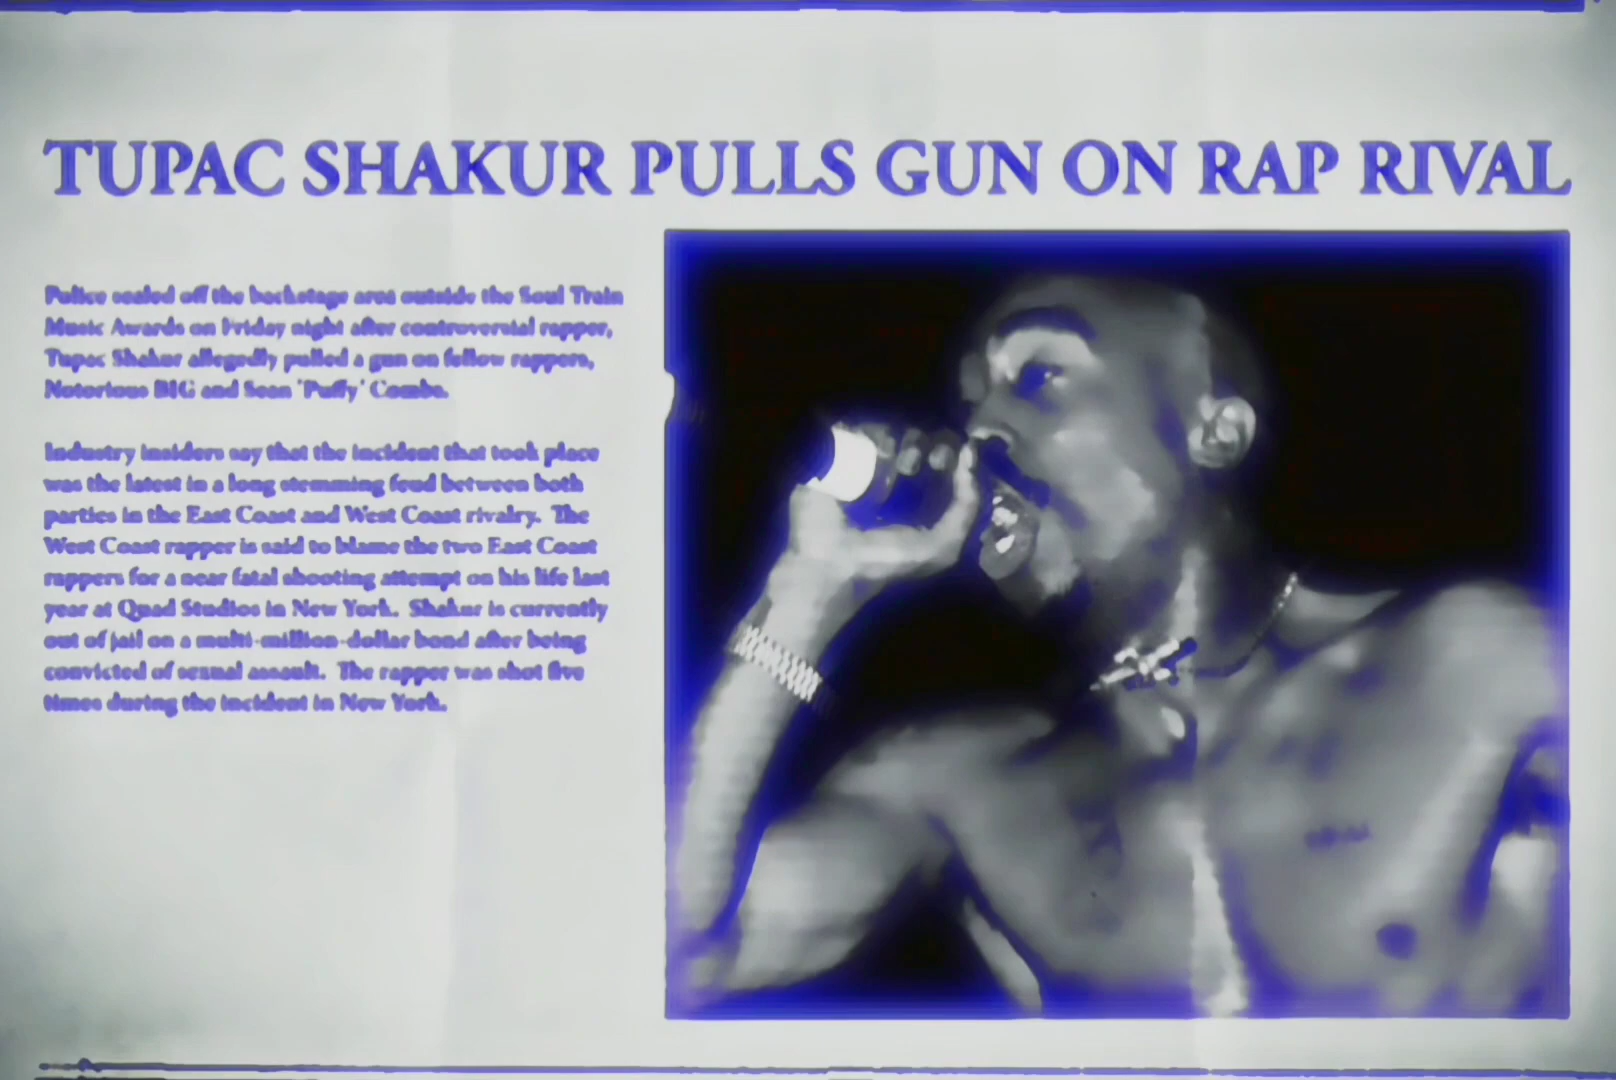 TUPAC SHAKUR PULLS GUN ON RAP RIVAL
Police sealed off the backstage area outside the Soul Train
Music Awards on Friday night after controversial rapper,
Tupac Shakur allegedly pulled a gun on fellow rappers,
Notorious BIG and Sean 'Puffy' Combs.
Industry insiders say that the incident that took place
was the latest in a long stemming feud between both
parties in the East Coast and West Coast rivalry. The
West Coast rapper is said to blame the two East Coast
rappers for a near fatal shooting attempt on his life last
year at Quad Studios in New York. Shakur is currently
out of jail on a multi-million-dollar bond after being
convicted of sexual assault. The rapper was shot five
times during the incident in New York.